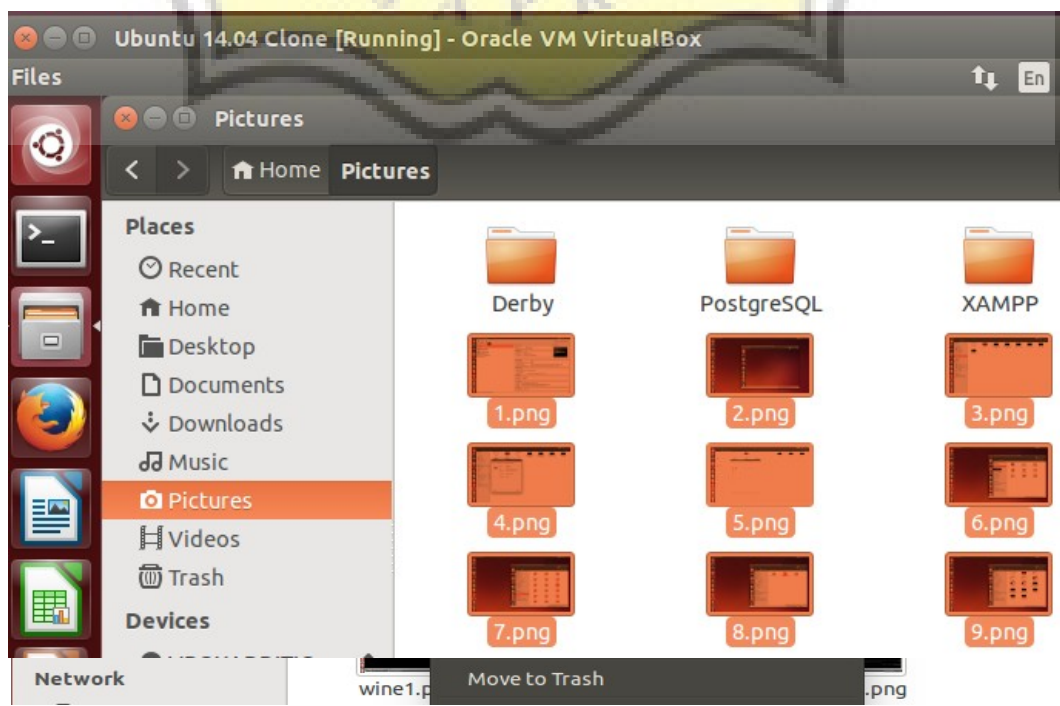 Ubuntu 14.04 Clone [Running] - Oracle VM VirtualBox
Files
En
Pictures
Home Pictures
Places
Recent
Home
Desktop
Documents
Downloads
Music
Pictures
Videos
Trash
Devices
Derby PostgreSQL XAMPP
1.png 2.png 3.png
4.png 5.png 6.png
7.png 8.png 9.png
Network
wine1.p
Move to Trash
.png